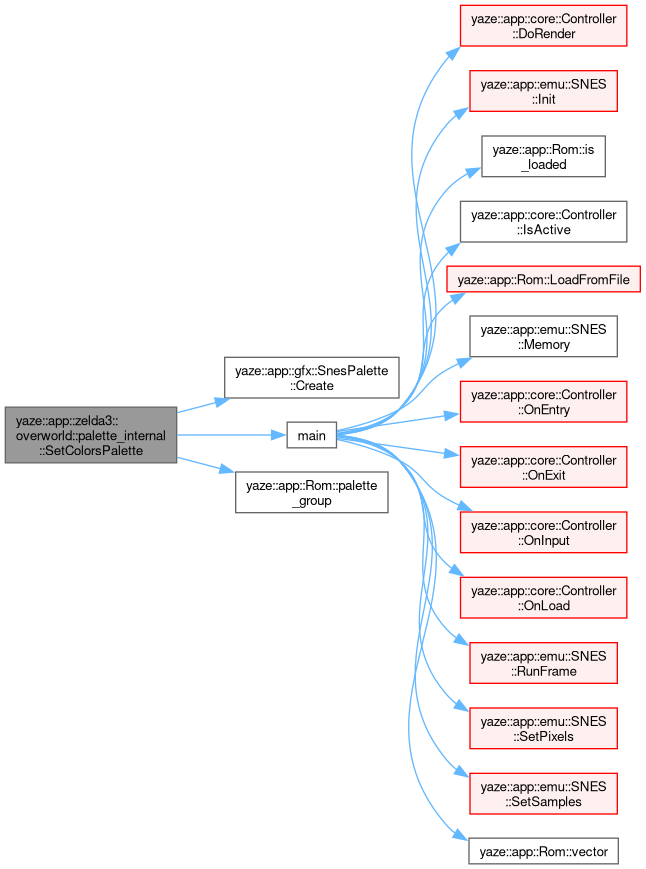 yaze::app::zelda3::
overworld::palette_internal
::SetColorsPalette
yaze::app::gfx::SnesPalette
::Create
main
yaze::app::Rom::palette
_group
yaze::app::core::Controller
::DoRender
yaze::app::emu::SNES
::Init
yaze::app::Rom::is
_loaded
yaze::app::core::Controller
::IsActive
yaze::app::Rom::LoadFromFile
yaze::app::emu::SNES
::Memory
yaze::app::core::Controller
::OnEntry
yaze::app::core::Controller
::OnExit
yaze::app::core::Controller
::OnInput
yaze::app::core::Controller
::OnLoad
yaze::app::emu::SNES
::RunFrame
yaze::app::emu::SNES
::SetPixels
yaze::app::emu::SNES
::SetSamples
yaze::app::Rom::vector